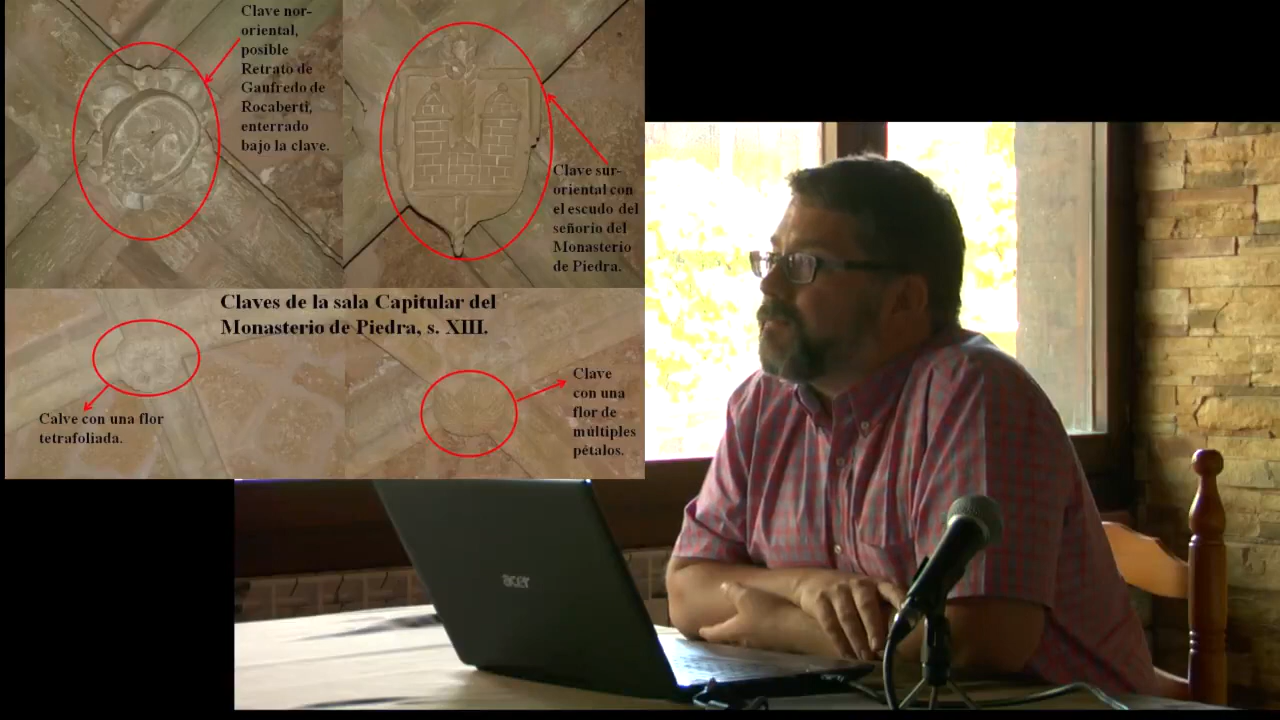 Clave nor-
oriental,
posible
Retrato de
Gaufredo de
Rocaberti,
enterrado
bajo la clave.
Clave sur-
oriental con
el escudo del
señorio del
Monasterio
de Piedra.
Claves de la sala Capitular del
Monasterio de Piedra, s. XIII.
Calve con una flor
tetrafoliada.
Clave
con una
flor de
múltiples
pétalos.
acer